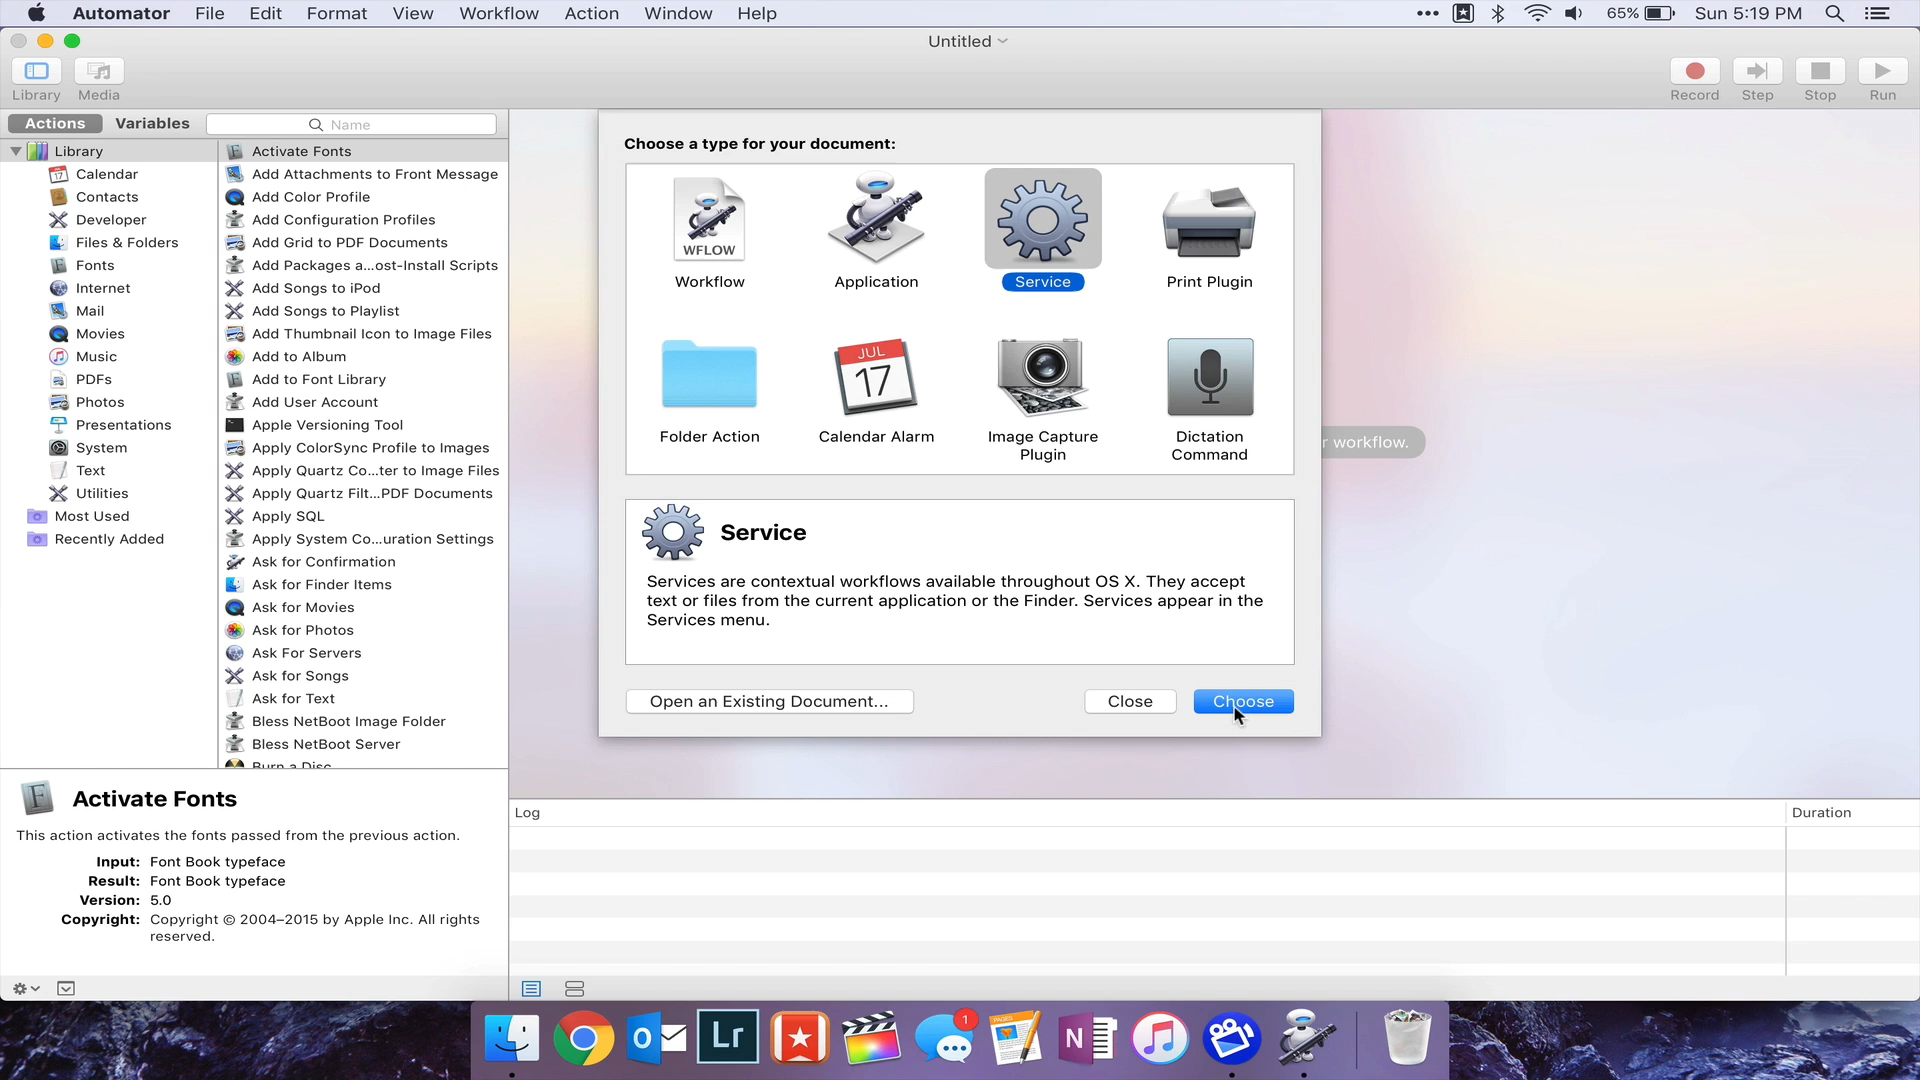 Automator File Edit Format View Workflow Action Window Help
65% Sun 5:19 PM
Untitled
Library Media
Record Step Stop Run
Actions Variables Name
Library
Calendar
Contacts
Developer
Files & Folders
Fonts
Internet
Mail
Movies
Music
PDFs
Photos
Presentations
System
Text
Utilities
Most Used
Recently Added
Activate Fonts
Add Attachments to Front Message
Add Color Profile
Add Configuration Profiles
Add Grid to PDF Documents
Add Packages a...ost-Install Scripts
Add Songs to iPod
Add Songs to Playlist
Add Thumbnail Icon to Image Files
Add to Album
Add to Font Library
Add User Account
Apple Versioning Tool
Apply ColorSync Profile to Images
Apply Quartz Co...ter to Image Files
Apply Quartz Filt...PDF Documents
Apply SQL
Apply System Co...uration Settings
Ask for Confirmation
Ask for Finder Items
Ask for Movies
Ask for Photos
Ask For Servers
Ask for Songs
Ask for Text
Bless NetBoot Image Folder
Bless NetBoot Server
Burn a Disc
Choose a type for your document:
WFLOW
Workflow
Application
Service
Print Plugin
Folder Action
JUL
17
Calendar Alarm
Image Capture
Plugin
Dictation
Command
r workflow.
Service
Services are contextual workflows available throughout OS X. They accept
text or files from the current application or the Finder. Services appear in the
Services menu.
Open an Existing Document... Close Choose
Activate Fonts
This action activates the fonts passed from the previous action.
Input: Font Book typeface
Result: Font Book typeface
Version: 5.0
Copyright: Copyright © 2004–2015 by Apple Inc. All rights
reserved.
Log Duration
Lr
1
PAGES
N